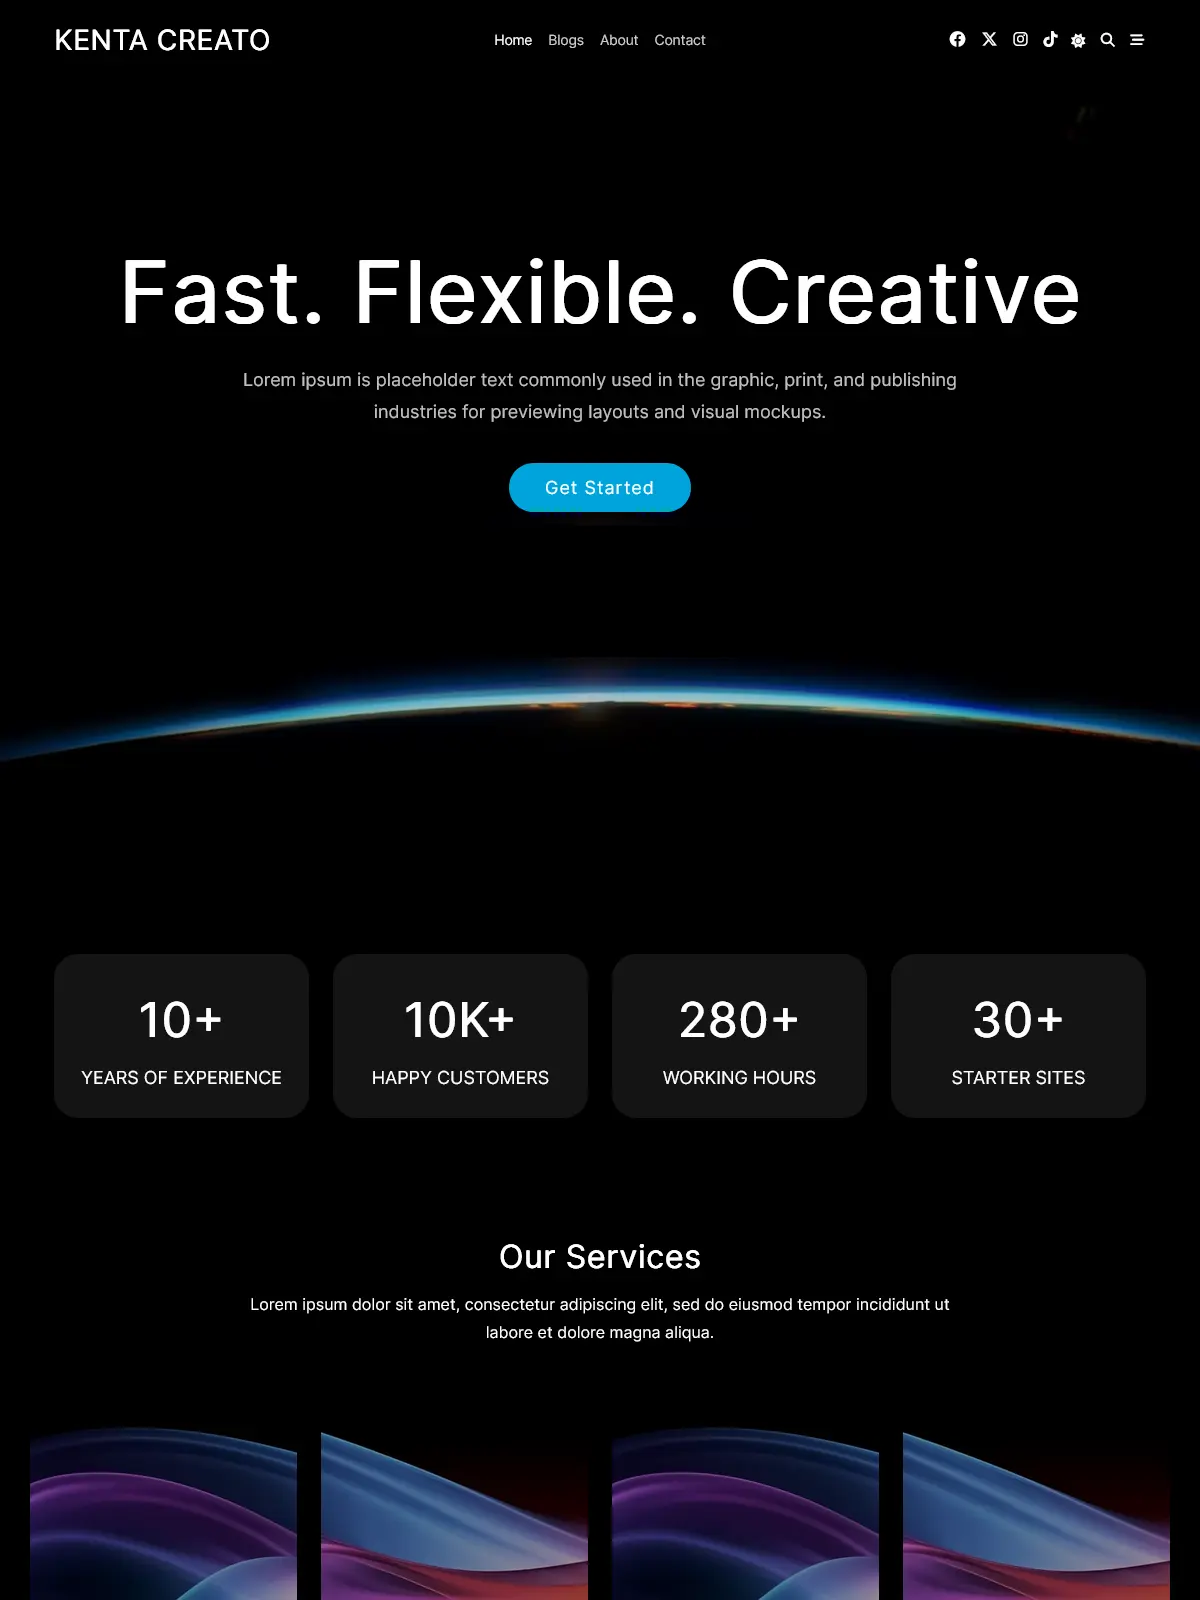 KENTA CREATO
Home Blogs About Contact
Fast. Flexible. Creative
Lorem ipsum is placeholder text commonly used in the graphic, print, and publishing
industries for previewing layouts and visual mockups.
Get Started
10+
YEARS OF EXPERIENCE
10K+
HAPPY CUSTOMERS
280+
WORKING HOURS
30+
STARTER SITES
Our Services
Lorem ipsum dolor sit amet, consectetur adipiscing elit, sed do eiusmod tempor incididunt ut
labore et dolore magna aliqua.